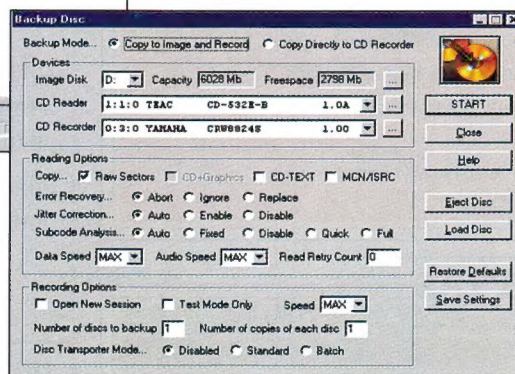 Backup Disc
Backup Mode... Copy to Image and Record Copy Directly to CD Recorder
Devices
Image Disk D: Capacity 6028 Mb Freespace 2798 Mb ...
CD Reader 1:1:0 TEAC CD-532E-B 1.0A ...
CD Recorder 0:3:0 YAMAHA CRW8824S 1.00 ...
START
Close
Help
Reading Options
Copy... Raw Sectors CD+Graphics CD-TEXT MCN/ISRC
Error Recovery... Abort Ignore Replace
Jitter Correction... Auto Enable Disable
Subcode Analysis... Auto Fixed Disable Quick Full
Data Speed MAX Audio Speed MAX Read Retry Count 0
Eject Disc
Load Disc
Restore Defaults
Save Settings
Recording Options
Open New Session Test Mode Only Speed MAX
Number of discs to backup 1 Number of copies of each disc 1
Disc Transporter Mode... Disabled Standard Batch